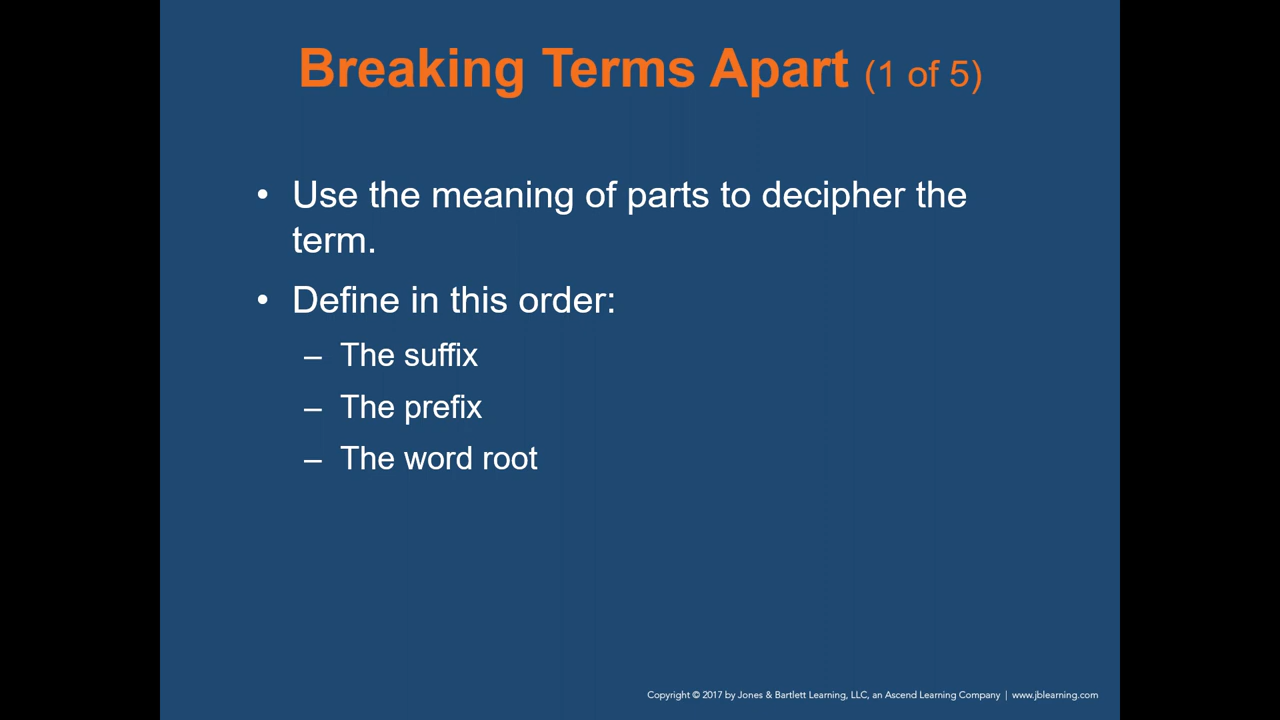 Breaking Terms Apart (1 of 5)
• Use the meaning of parts to decipher the
term.
• Define in this order:
– The suffix
– The prefix
– The word root
Copyright © 2017 by Jones & Bartlett Learning, LLC, an Ascend Learning Company | www.jblearning.com